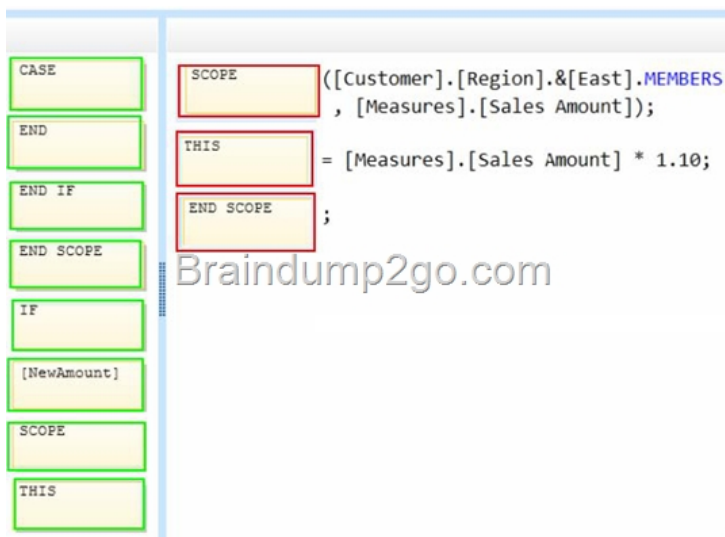 CASE
END
END IF
END SCOPE
IF
[NewAmount]
SCOPE
THIS
SCOPE ([Customer].[Region].&[East].MEMBERS
, [Measures].[Sales Amount]);
THIS = [Measures].[Sales Amount] * 1.10;
END SCOPE ;
Braindump2go.com